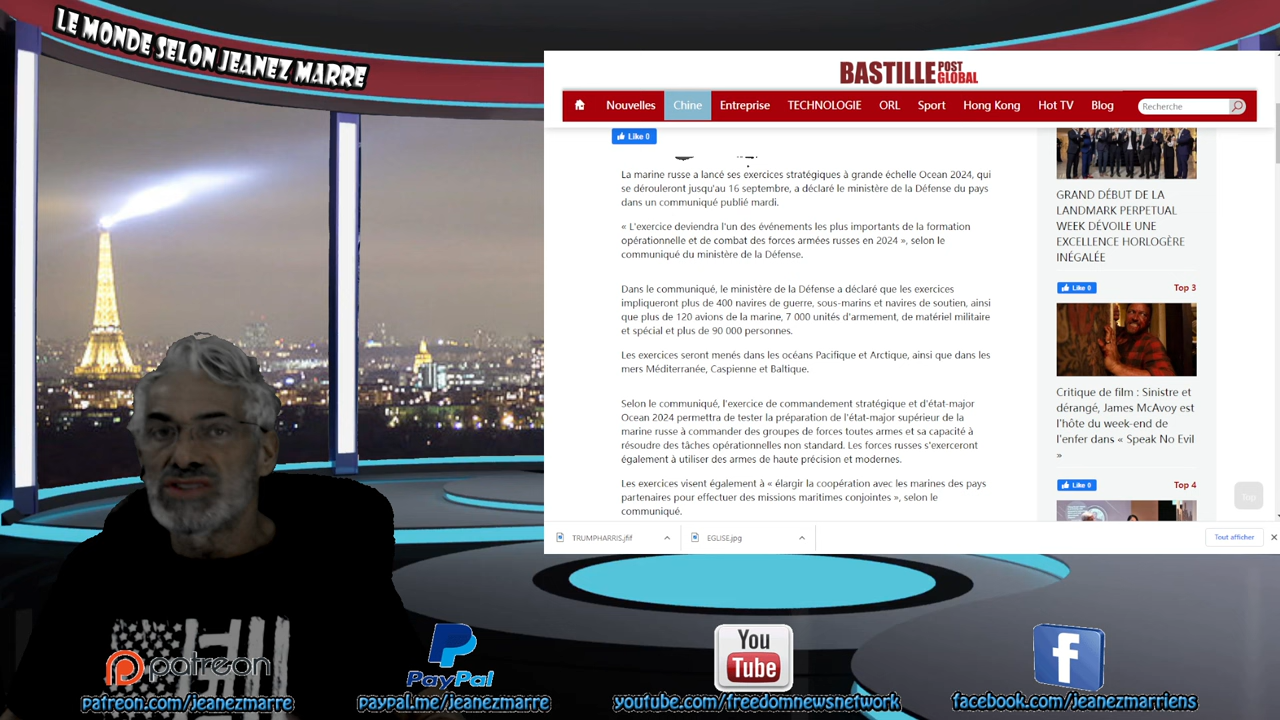 LE MONDE SELON JEANEZ MARRE
BASTILLE POST GLOBAL
Nouvelles Chine Entreprise TECHNOLOGIE ORL Sport Hong Kong Hot TV Blog Recherche
Like 0
La marine russe a lancé ses exercices stratégiques à grande échelle Ocean 2024, qui
se dérouleront jusqu'au 16 septembre, a déclaré le ministère de la Défense du pays
dans un communiqué publié mardi.
« L'exercice deviendra l'un des événements les plus importants de la formation
opérationnelle et de combat des forces armées russes en 2024 », selon le
communiqué du ministère de la Défense.
Dans le communiqué, le ministère de la Défense a déclaré que les exercices
impliqueront plus de 400 navires de guerre, sous-marins et navires de soutien, ainsi
que plus de 120 avions de la marine, 7 000 unités d'armement, de matériel militaire
et spécial et plus de 90 000 personnes.
Les exercices seront menés dans les océans Pacifique et Arctique, ainsi que dans les
mers Méditerranée, Caspienne et Baltique.
Selon le communiqué, l'exercice de commandement stratégique et d'état-major
Ocean 2024 permettra de tester la préparation de l'état-major supérieur de la
marine russe à commander des groupes de forces toutes armes et sa capacité à
résoudre des tâches opérationnelles non standard. Les forces russes s'exerceront
également à utiliser des armes de haute précision et modernes.
Les exercices visent également à « élargir la coopération avec les marines des pays
partenaires pour effectuer des missions maritimes conjointes », selon le
communiqué.
GRAND DÉBUT DE LA
LANDMARK PERPETUAL
WEEK DÉVOILE UNE
EXCELLENCE HORLOGÈRE
INÉGALÉE
Like 0 Top 3
Critique de film : Sinistre et
dérangé, James McAvoy est
l'hôte du week-end de
l'enfer dans « Speak No Evil
»
Like 0 Top 4
Top
TRUMPHARRIS.jfif EGLISE.jpg Tout afficher
patreon
patreon.com/jeanezmarre
PayPal
paypal.me/jeanezmarre
You Tube
youtube.com/freedomnewsnetwork
f
facebook.com/jeanezmarriens